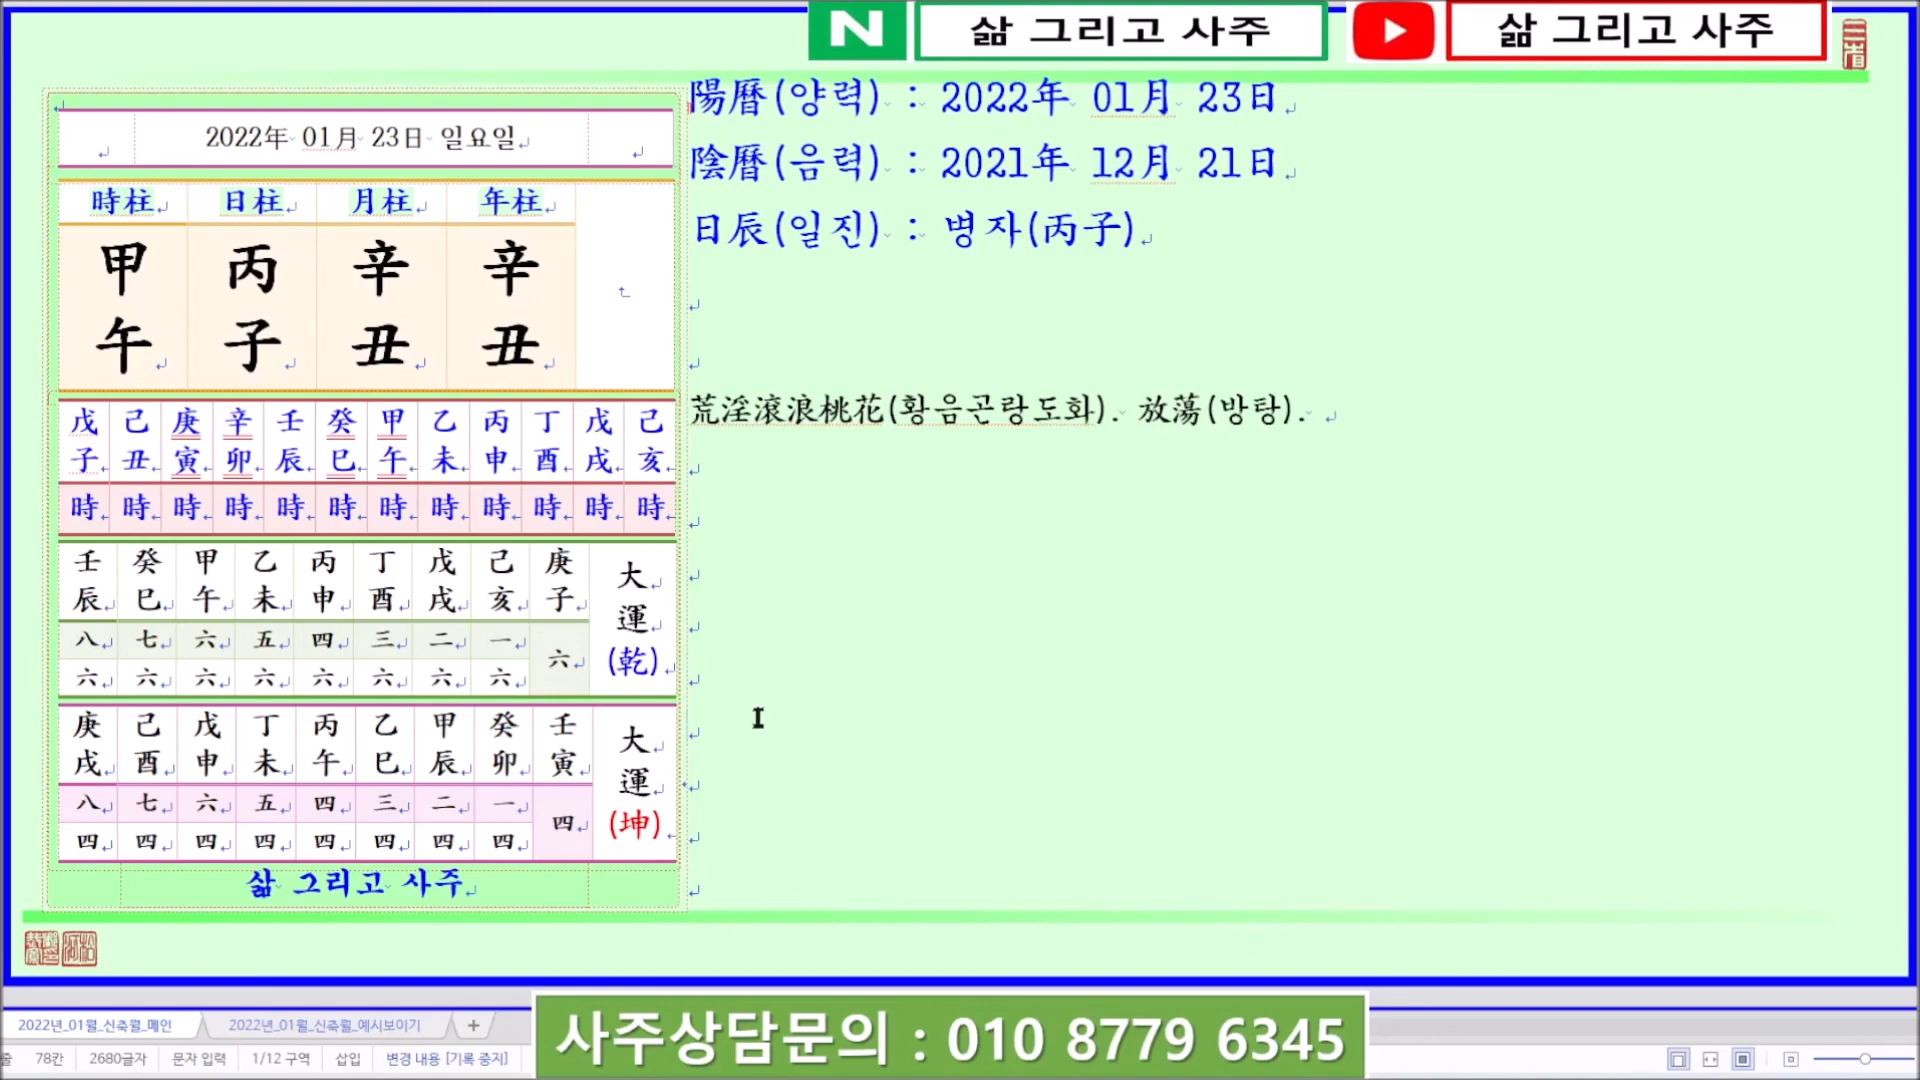 N 삶 그리고 사주 삶 그리고 사주
陽曆(양력) : 2022年 01月 23日
陰曆(음력) : 2021年 12月 21日
日辰(일진) : 병자(丙子)
荒淫滾浪桃花(황음곤랑도화). 放蕩(방탕).
2022年 01月 23日 일요일
時柱 日柱 月柱 年柱
甲 丙 辛 辛
午 子 丑 丑
戊 己 庚 辛 壬 癸 甲 乙 丙 丁 戊 己
子 丑 寅 卯 辰 巳 午 未 申 酉 戌 亥
時 時 時 時 時 時 時 時 時 時 時 時
壬 癸 甲 乙 丙 丁 戊 己 庚
辰 巳 午 未 申 酉 戌 亥 子
八 七 六 五 四 三 二 一 六
六 六 六 六 六 六 六 六
大
運
(乾)
庚 己 戊 丁 丙 乙 甲 癸 壬
戌 酉 申 未 午 巳 辰 卯 寅
八 七 六 五 四 三 二 一 四
四 四 四 四 四 四 四 四
大
運
(坤)
삶 그리고 사주
2022년_01월_신축월_메인 2022년_01월_신축월_예시보이기 +
줄 78칸 2680글자 문자 입력 1/12 구역 삽입 변경 내용 [기록 중지]
사주상담문의 : 010 8779 6345